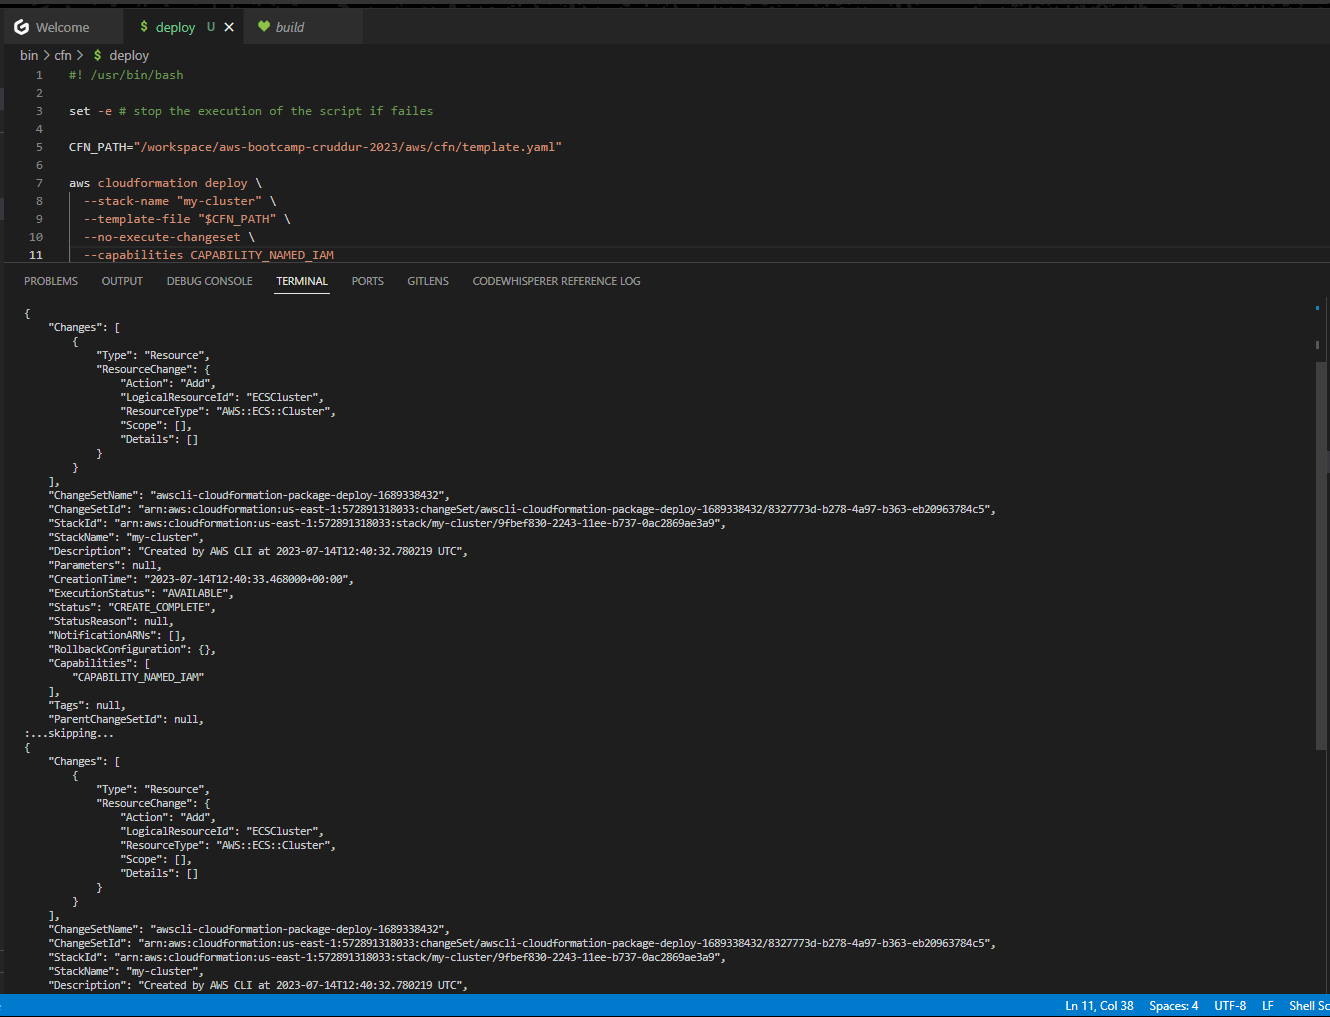 Welcome
$ deploy U ✕
build
bin > cfn > $ deploy
1 #! /usr/bin/bash
2
3 set -e # stop the execution of the script if failes
4
5 CFN_PATH="/workspace/aws-bootcamp-cruddur-2023/aws/cfn/template.yaml"
6
7 aws cloudformation deploy \
8 --stack-name "my-cluster" \
9 --template-file "$CFN_PATH" \
10 --no-execute-changeset \
11 --capabilities CAPABILITY_NAMED_IAM
PROBLEMS OUTPUT DEBUG CONSOLE TERMINAL PORTS GITLENS CODEWHISPERER REFERENCE LOG
{
"Changes": [
{
"Type": "Resource",
"ResourceChange": {
"Action": "Add",
"LogicalResourceId": "ECSCluster",
"ResourceType": "AWS::ECS::Cluster",
"Scope": [],
"Details": []
}
}
],
"ChangeSetName": "awscli-cloudformation-package-deploy-1689338432",
"ChangeSetId": "arn:aws:cloudformation:us-east-1:572891318033:changeSet/awscli-cloudformation-package-deploy-1689338432/8327773d-b278-4a97-b363-eb20963784c5",
"StackId": "arn:aws:cloudformation:us-east-1:572891318033:stack/my-cluster/9fbef830-2243-11ee-b737-0ac2869ae3a9",
"StackName": "my-cluster",
"Description": "Created by AWS CLI at 2023-07-14T12:40:32.780219 UTC",
"Parameters": null,
"CreationTime": "2023-07-14T12:40:33.468000+00:00",
"ExecutionStatus": "AVAILABLE",
"Status": "CREATE_COMPLETE",
"StatusReason": null,
"NotificationARNs": [],
"RollbackConfiguration": {},
"Capabilities": [
"CAPABILITY_NAMED_IAM"
],
"Tags": null,
"ParentChangeSetId": null,
:...skipping...
{
"Changes": [
{
"Type": "Resource",
"ResourceChange": {
"Action": "Add",
"LogicalResourceId": "ECSCluster",
"ResourceType": "AWS::ECS::Cluster",
"Scope": [],
"Details": []
}
}
],
"ChangeSetName": "awscli-cloudformation-package-deploy-1689338432",
"ChangeSetId": "arn:aws:cloudformation:us-east-1:572891318033:changeSet/awscli-cloudformation-package-deploy-1689338432/8327773d-b278-4a97-b363-eb20963784c5",
"StackId": "arn:aws:cloudformation:us-east-1:572891318033:stack/my-cluster/9fbef830-2243-11ee-b737-0ac2869ae3a9",
"StackName": "my-cluster",
"Description": "Created by AWS CLI at 2023-07-14T12:40:32.780219 UTC",
Ln 11, Col 38 Spaces: 4 UTF-8 LF Shell Sc